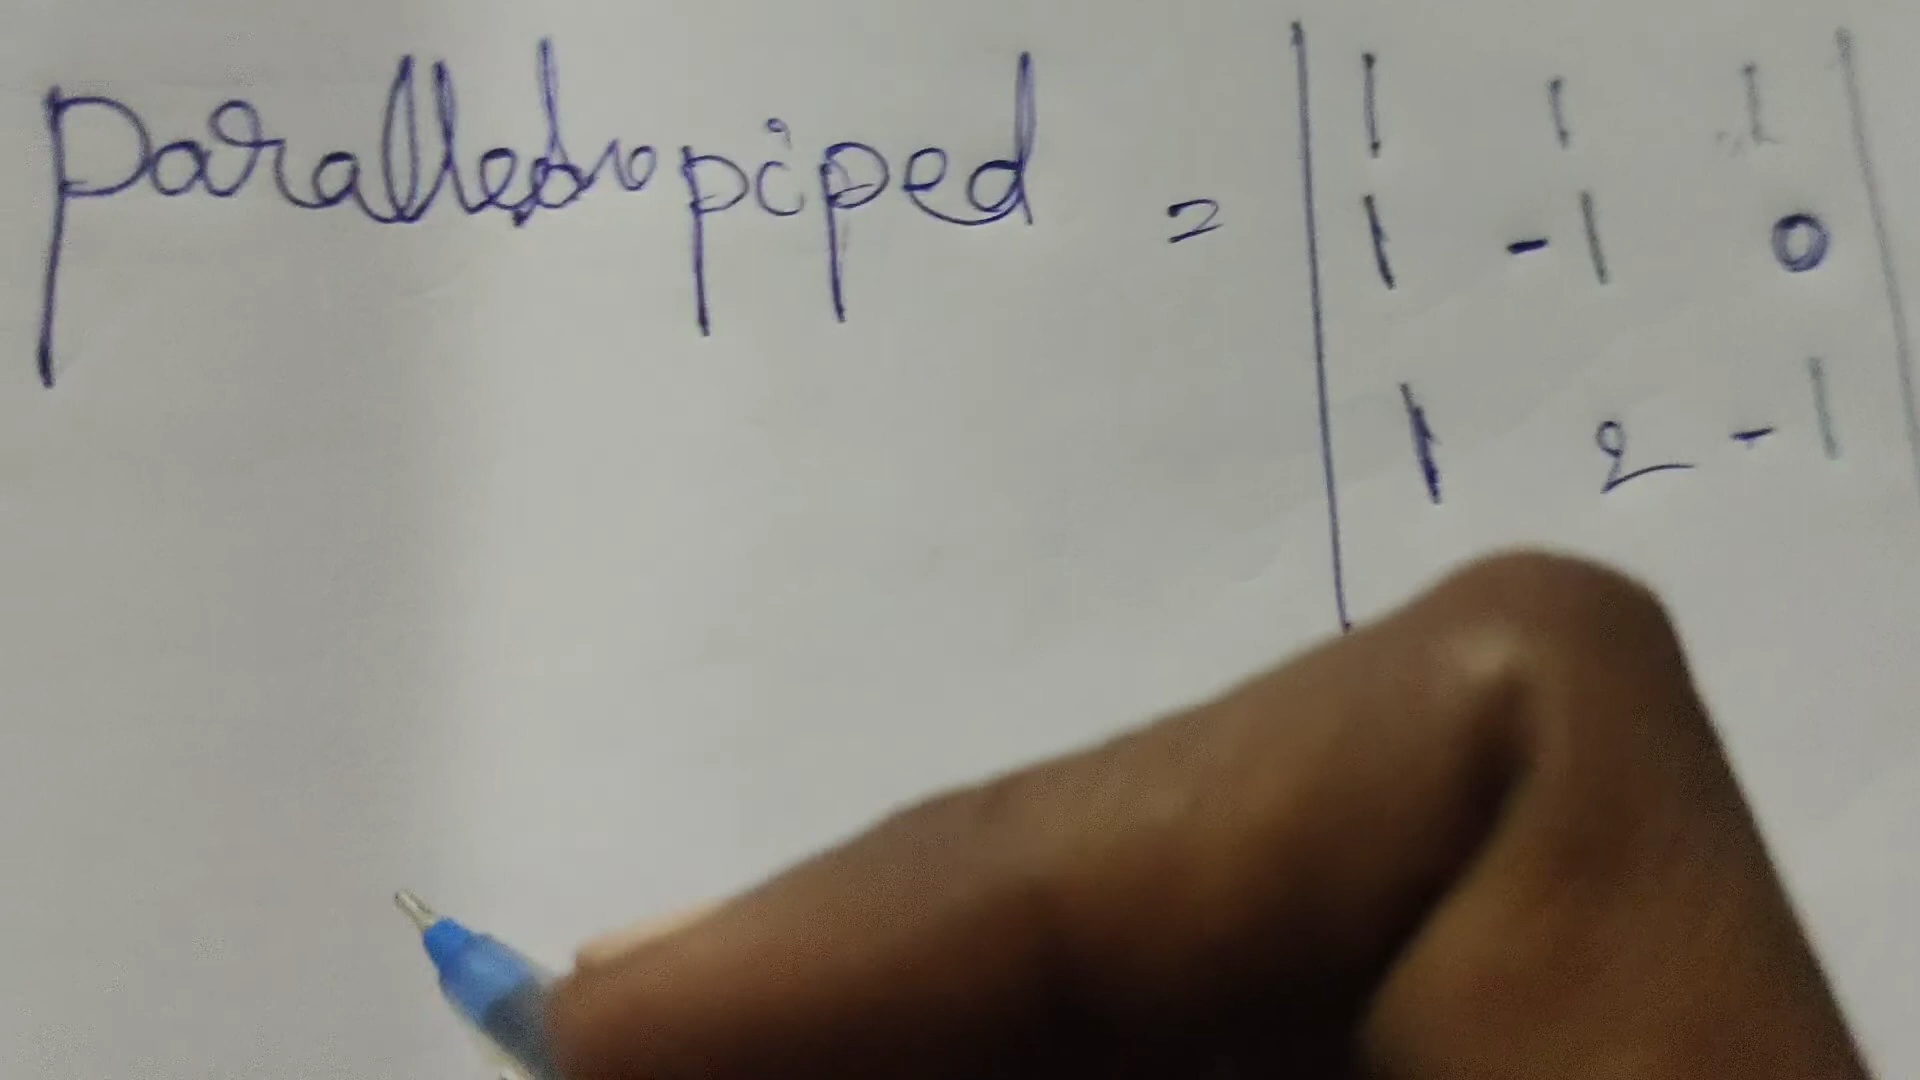 parallelopiped = | 1 1 1 |
| 1 -1 0 |
| 1 2 -1 |